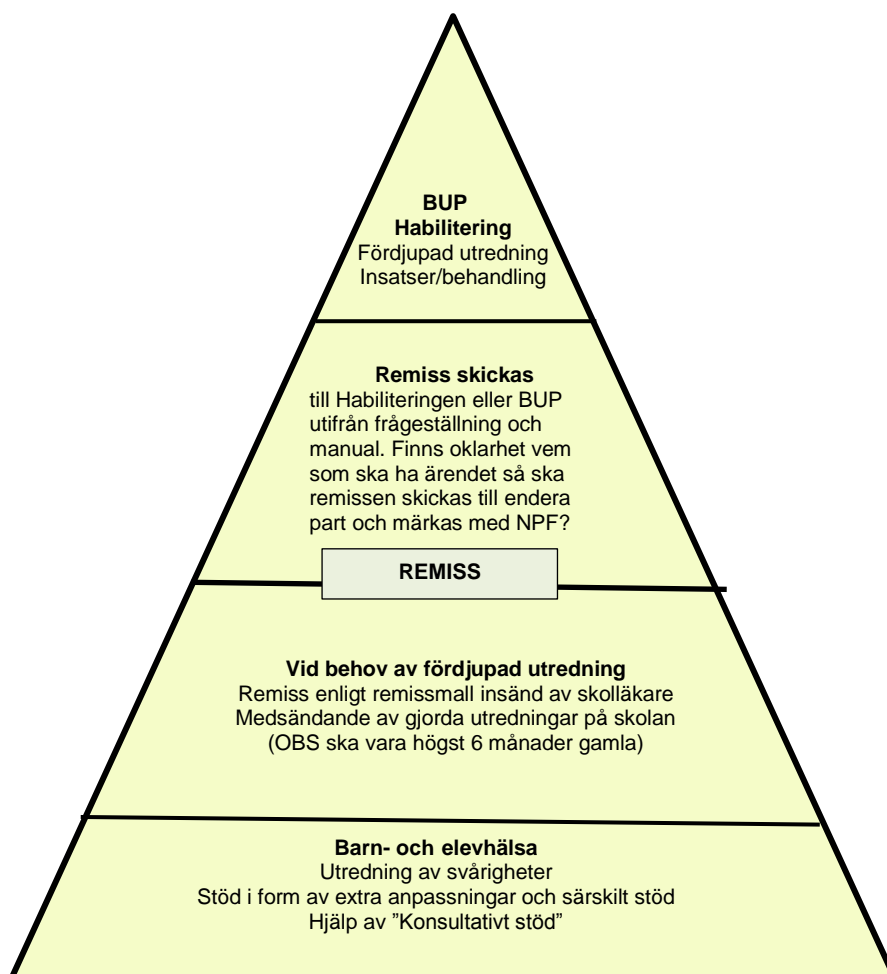 BUP
Habilitering
Fördjupad utredning
Insatser/behandling
Remiss skickas
till Habiliteringen eller BUP
utifrån frågeställning och
manual. Finns oklarhet vem
som ska ha ärendet så ska
remissen skickas till endera
part och märkas med NPF?
REMISS
Vid behov av fördjupad utredning
Remiss enligt remissmall insänd av skolläkare
Medsändande av gjorda utredningar på skolan
(OBS ska vara högst 6 månader gamla)
Barn- och elevhälsa
Utredning av svårigheter
Stöd i form av extra anpassningar och särskilt stöd
Hjälp av ”Konsultativt stöd”